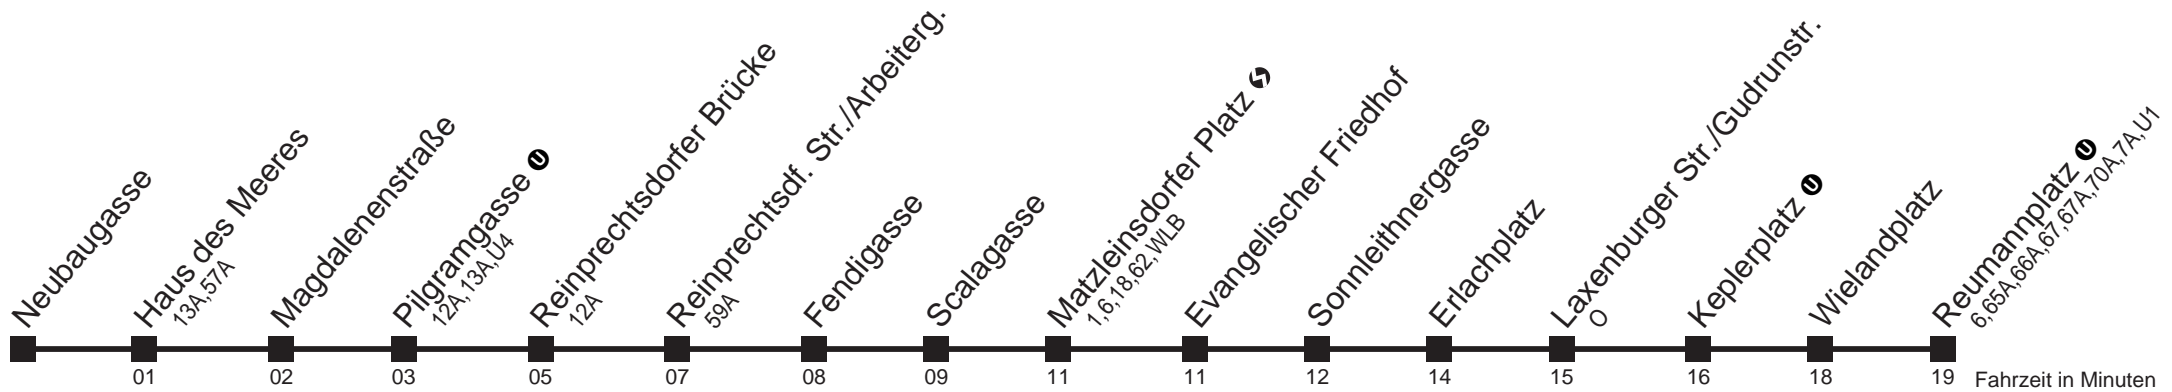 Neubaugasse
Haus des Meeres
13A,57A
Magdalenenstraße
Pilgramgasse U
12A,13A,U4
Reinprechtsdorfer Brücke
12A
Reinprechtsdf. Str./Arbeiterg.
59A
Fendigasse
Scalagasse
Matzleinsdorfer Platz
1,6,18,62,WLB
Evangelischer Friedhof
Sonnleithnergasse
Erlachplatz
Laxenburger Str./Gudrunstr.
O
Keplerplatz U
Wielandplatz
Reumannplatz U
6,65A,66A,67,67A,70A,7A,U1
01 02 03 05 07 08 09 11 11 12 14 15 16 18 19 Fahrzeit in Minuten